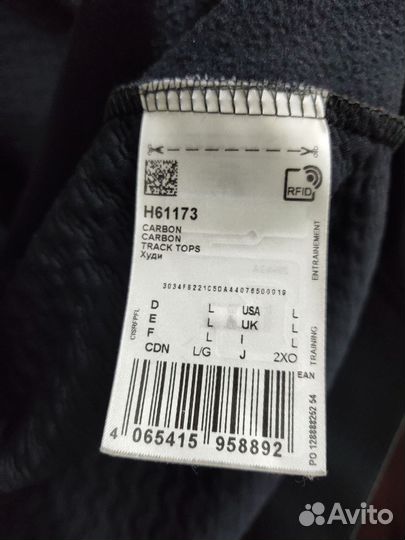 RFID
H61173
CARBON
CARBON
TRACK TOPS
Худи
ENTRAINEMENT
3034F8221C5DA44076500019
D L USA L
E L UK L
F L I L
CDN L/G J 2XO
TRAINING
EAN
4 065415 958892
PO 128888252 54
Avito